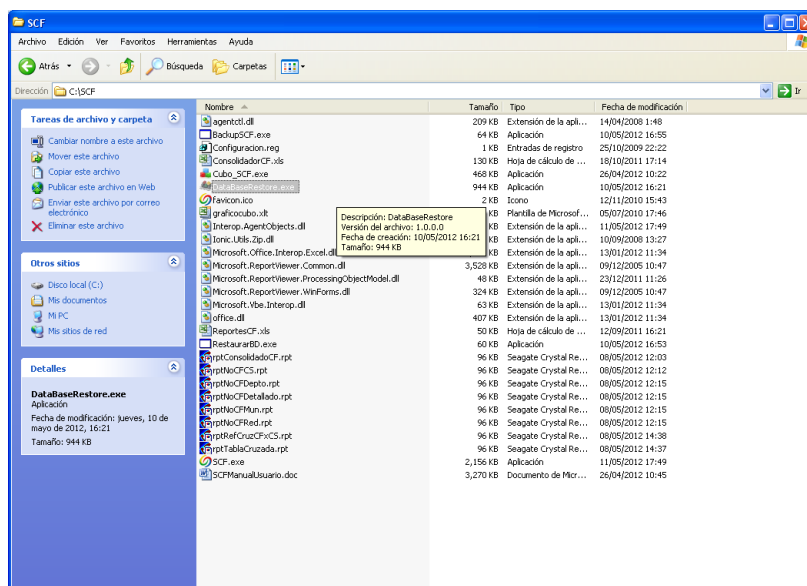 SCF
Archivo Edición Ver Favoritos Herramientas Ayuda
Atrás Búsqueda Carpetas
Dirección C:\SCF Ir
Tareas de archivo y carpeta
Cambiar nombre a este archivo
Mover este archivo
Copiar este archivo
Publicar este archivo en Web
Enviar este archivo por correo
electrónico
Eliminar este archivo
Otros sitios
Disco local (C:)
Mis documentos
Mi PC
Mis sitios de red
Detalles
DataBaseRestore.exe
Aplicación
Fecha de modificación: jueves, 10 de
mayo de 2012, 16:21
Tamaño: 944 KB
Nombre Tamaño Tipo Fecha de modificación
agentctl.dll 209 KB Extensión de la apli... 14/04/2008 1:48
BackupSCF.exe 64 KB Aplicación 10/05/2012 16:55
Configuracion.reg 1 KB Entradas de registro 25/10/2009 22:22
ConsolidadorCF.xls 130 KB Hoja de cálculo de ... 18/10/2011 17:14
Cubo_SCF.exe 468 KB Aplicación 26/04/2012 10:22
DataBaseRestore.exe 944 KB Aplicación 10/05/2012 16:21
favicon.ico 2 KB Icono 12/11/2010 15:43
graficocubo.xlt KB Plantilla de Microsof... 05/07/2010 17:46
Interop.AgentObjects.dll KB Extensión de la apli... 11/05/2012 17:49
Ionic.Utils.Zip.dll KB Extensión de la apli... 10/09/2008 13:27
Microsoft.Office.Interop.Excel.dll Extensión de la apli... 13/01/2012 11:34
Microsoft.ReportViewer.Common.dll 3,528 KB Extensión de la apli... 09/12/2005 10:47
Microsoft.ReportViewer.ProcessingObjectModel.dll 48 KB Extensión de la apli... 23/12/2011 11:26
Microsoft.ReportViewer.WinForms.dll 324 KB Extensión de la apli... 09/12/2005 10:47
Microsoft.Vbe.Interop.dll 63 KB Extensión de la apli... 13/01/2012 11:34
office.dll 407 KB Extensión de la apli... 13/01/2012 11:34
ReportesCF.xls 50 KB Hoja de cálculo de ... 12/09/2011 16:21
RestaurarBD.exe 60 KB Aplicación 10/05/2012 16:53
rptConsolidadoCF.rpt 96 KB Seagate Crystal Re... 08/05/2012 12:03
rptNoCFCS.rpt 96 KB Seagate Crystal Re... 08/05/2012 12:12
rptNoCFDepto.rpt 96 KB Seagate Crystal Re... 08/05/2012 12:15
rptNoCFDetallado.rpt 96 KB Seagate Crystal Re... 08/05/2012 12:15
rptNoCFMun.rpt 96 KB Seagate Crystal Re... 08/05/2012 12:15
rptNoCFRed.rpt 96 KB Seagate Crystal Re... 08/05/2012 12:15
rptRefCruzCFxCS.rpt 96 KB Seagate Crystal Re... 08/05/2012 14:38
rptTablaCruzada.rpt 96 KB Seagate Crystal Re... 08/05/2012 14:37
SCF.exe 2,156 KB Aplicación 11/05/2012 17:49
SCFManualUsuario.doc 3,270 KB Documento de Micr... 26/04/2012 10:45
Descripción: DataBaseRestore
Versión del archivo: 1.0.0.0
Fecha de creación: 10/05/2012 16:21
Tamaño: 944 KB